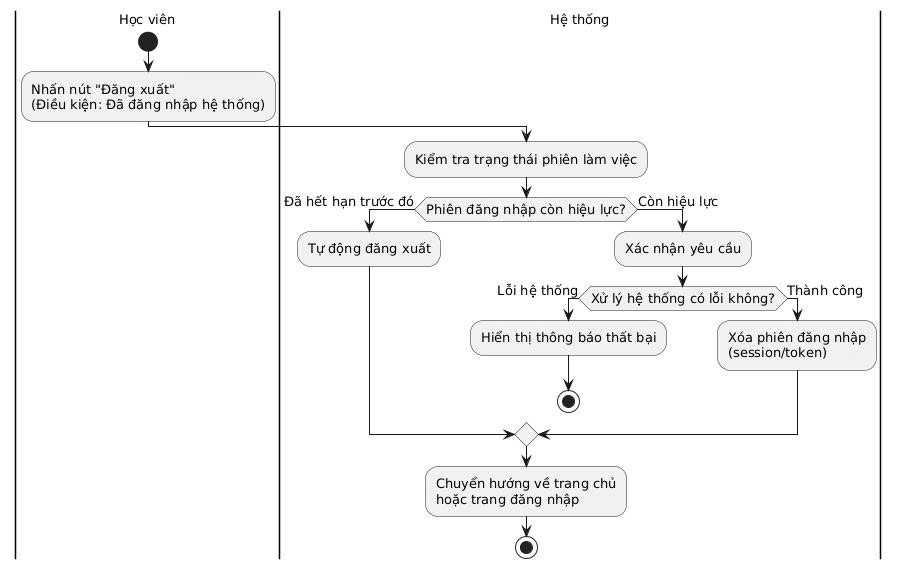 Học viên
Hệ thống
Nhấn nút "Đăng xuất"
(Điều kiện: Đã đăng nhập hệ thống)
Kiểm tra trạng thái phiên làm việc
Đã hết hạn trước đó
Phiên đăng nhập còn hiệu lực?
Còn hiệu lực
Tự động đăng xuất
Xác nhận yêu cầu
Lỗi hệ thống
Xử lý hệ thống có lỗi không?
Thành công
Hiển thị thông báo thất bại
Xóa phiên đăng nhập
(session/token)
Chuyển hướng về trang chủ
hoặc trang đăng nhập